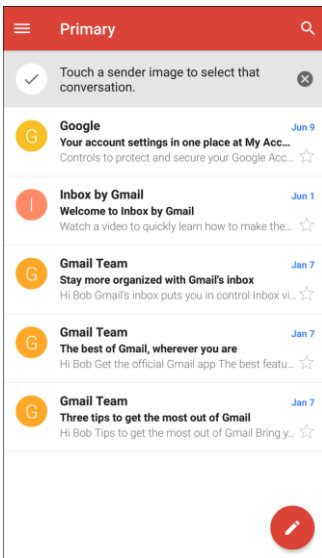 Primary
Touch a sender image to select that
conversation.
G
Google
Jun 9
Your account settings in one place at My Acc...
Controls to protect and secure your Google Acc...
I
Inbox by Gmail
Jun 1
Welcome to Inbox by Gmail
Watch a video to quickly learn how to make the...
G
Gmail Team
Jan 7
Stay more organized with Gmail's inbox
Hi Bob Gmail's inbox puts you in control Inbox vi...
G
Gmail Team
Jan 7
The best of Gmail, wherever you are
Hi Bob Get the official Gmail app The best featu...
G
Gmail Team
Jan 7
Three tips to get the most out of Gmail
Hi Bob Tips to get the most out of Gmail Bring y...